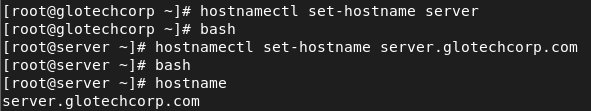 [root@glotechcorp ~]# hostnamectl set-hostname server
[root@glotechcorp ~]# bash
[root@server ~]# hostnamectl set-hostname server.glotechcorp.com
[root@server ~]# bash
[root@server ~]# hostname
server.glotechcorp.com